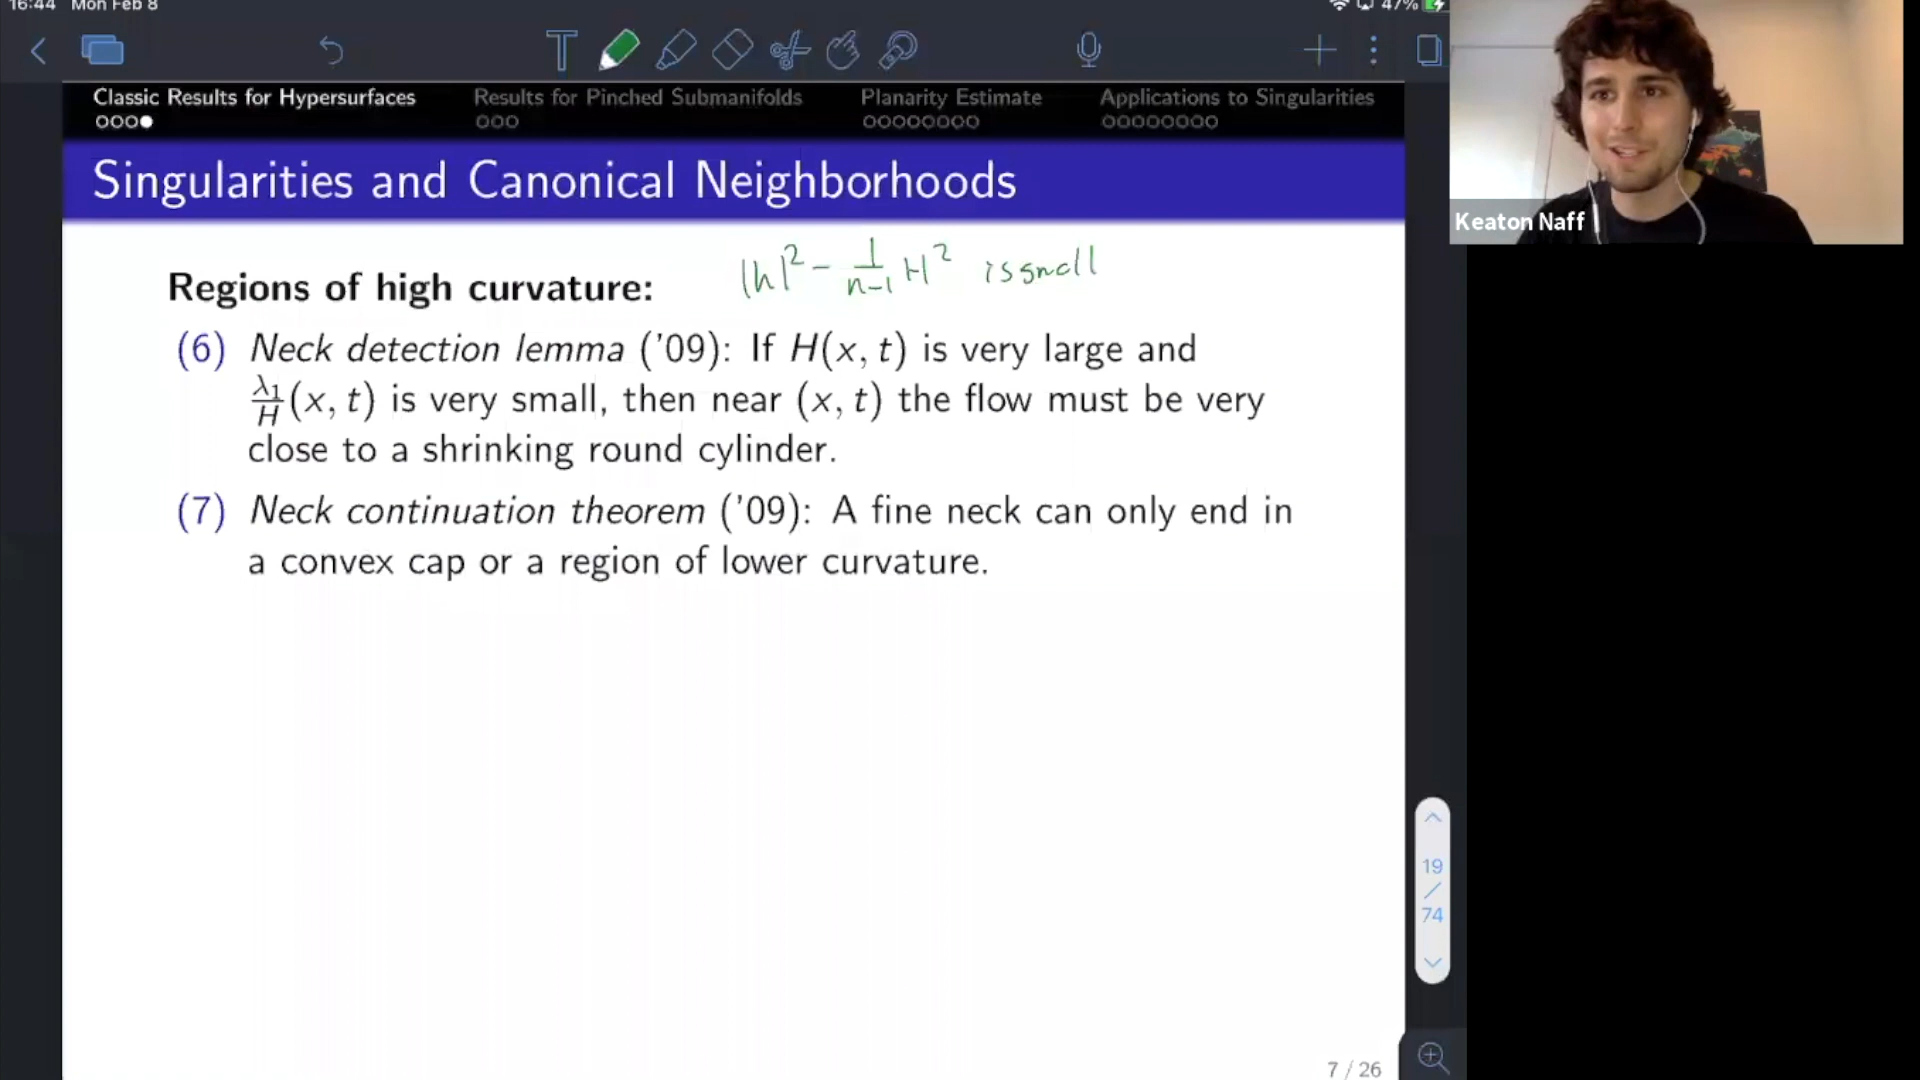 16:44 Mon Feb 8 47%
Classic Results for Hypersurfaces Results for Pinched Submanifolds Planarity Estimate Applications to Singularities
Singularities and Canonical Neighborhoods
Keaton Naff
|h|² - 1/(n-1) H² is small
Regions of high curvature:
(6) Neck detection lemma ('09): If H(x, t) is very large and
λ₁/H (x, t) is very small, then near (x, t) the flow must be very
close to a shrinking round cylinder.
(7) Neck continuation theorem ('09): A fine neck can only end in
a convex cap or a region of lower curvature.
19
/
74
7 / 26